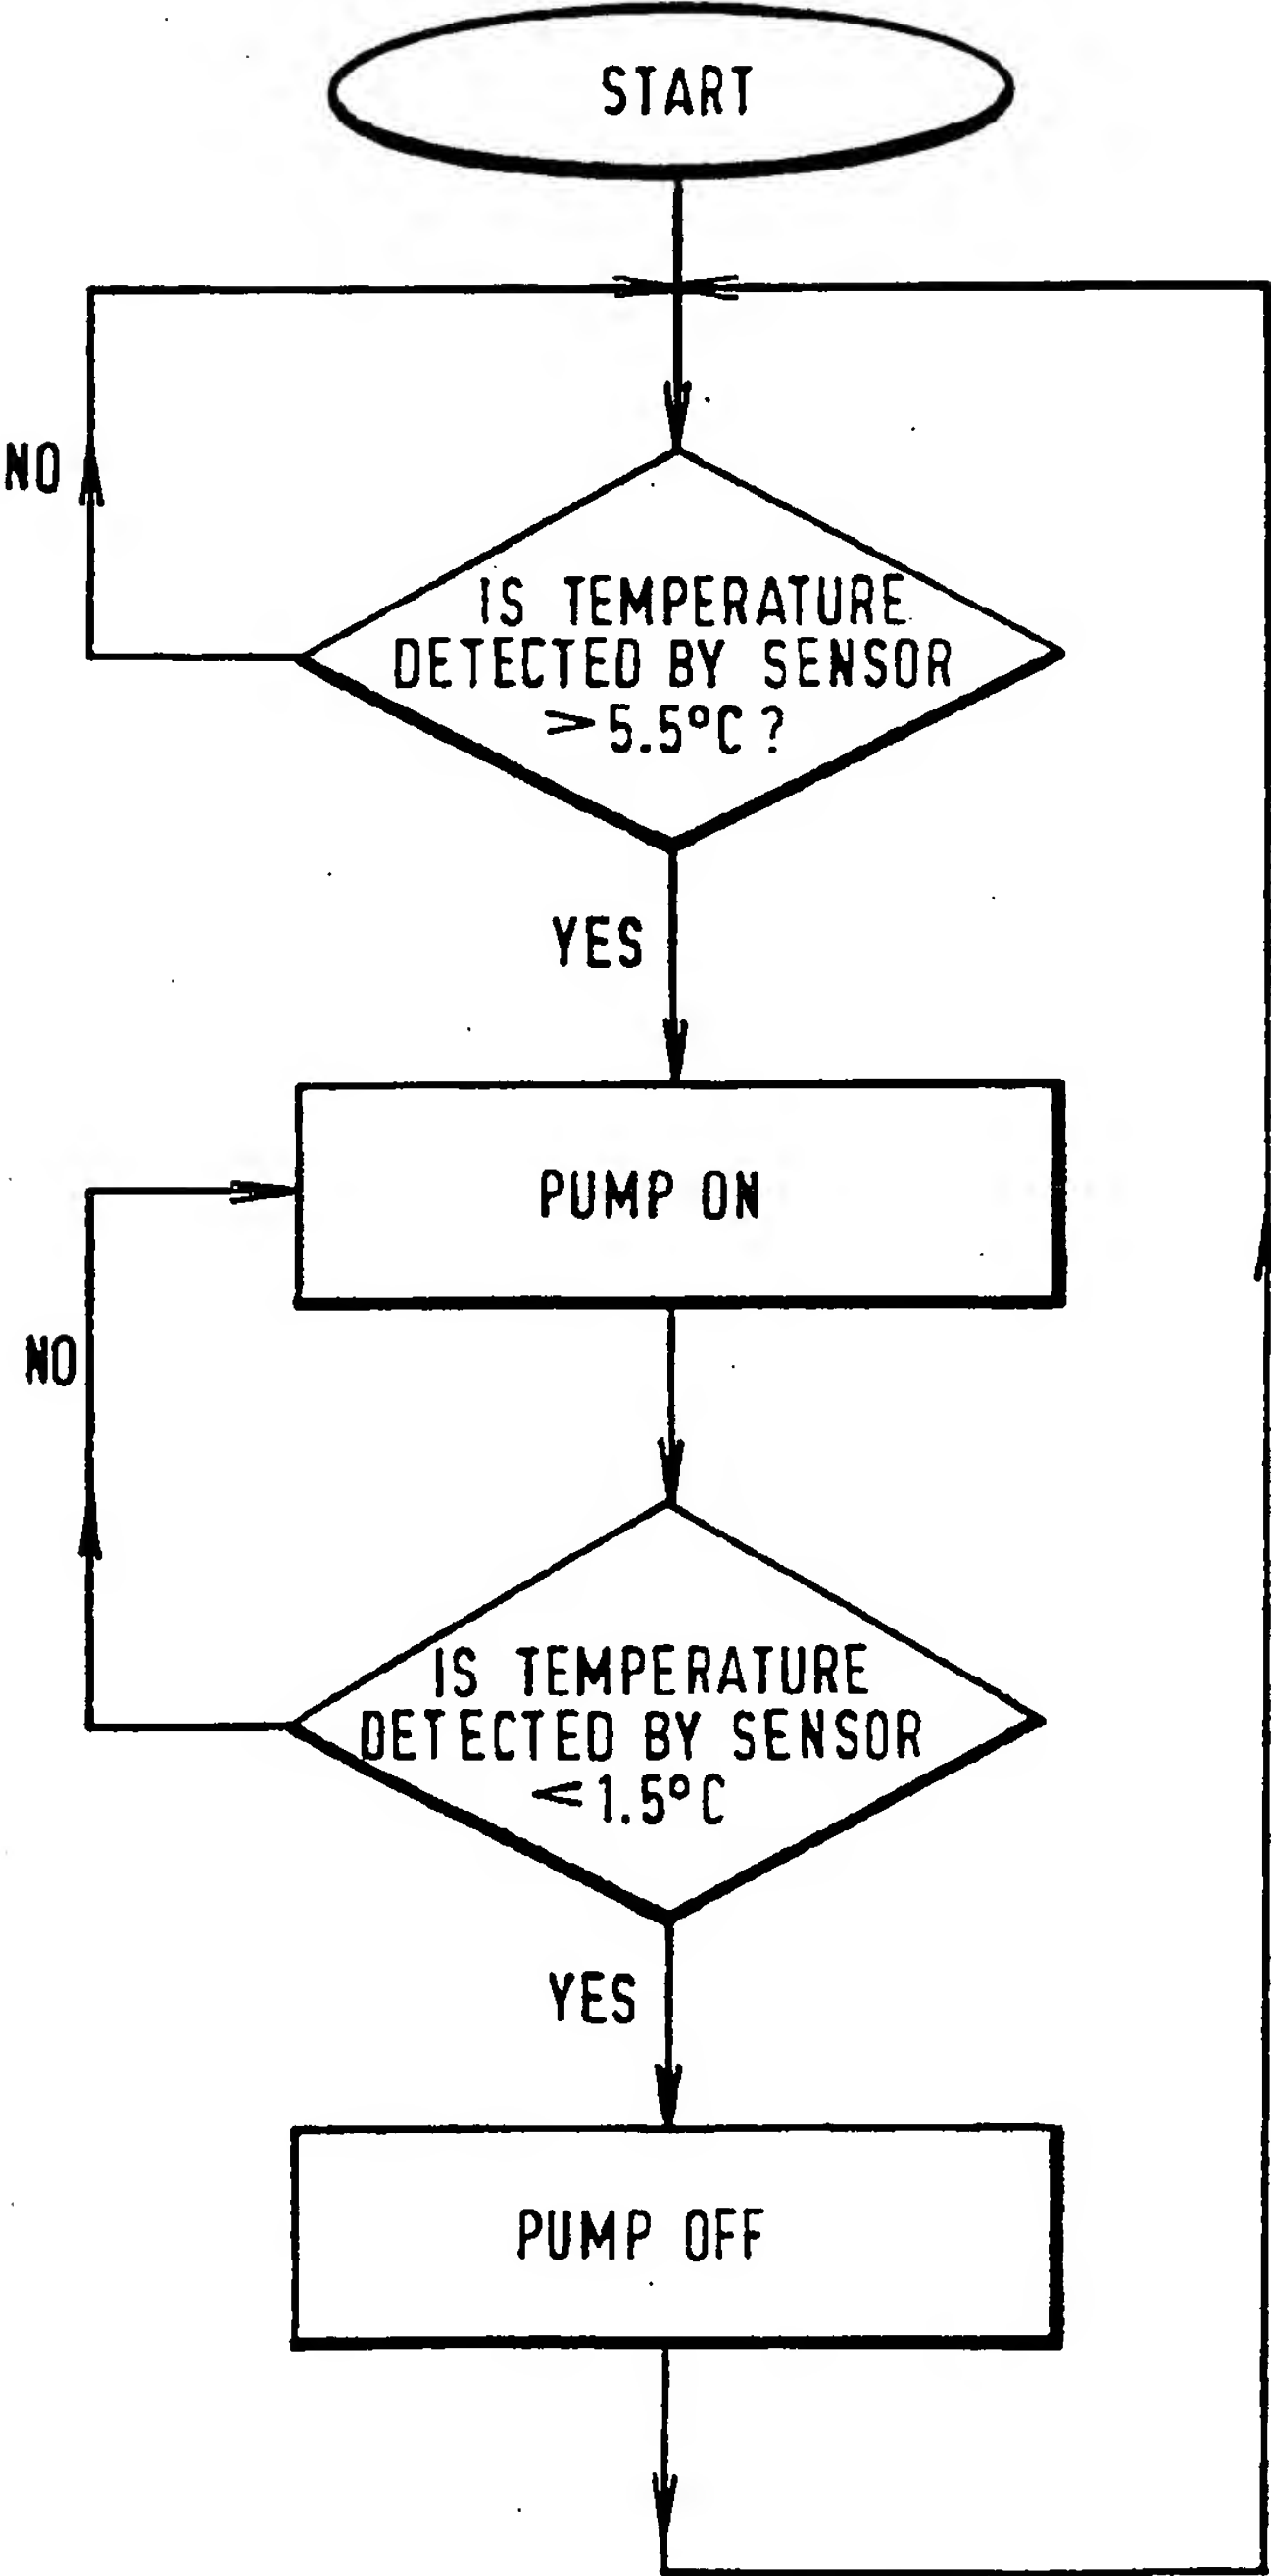 START
NO
IS TEMPERATURE
DETECTED BY SENSOR
>5.5°C?
YES
PUMP ON
NO
IS TEMPERATURE
DETECTED BY SENSOR
<1.5°C
YES
PUMP OFF